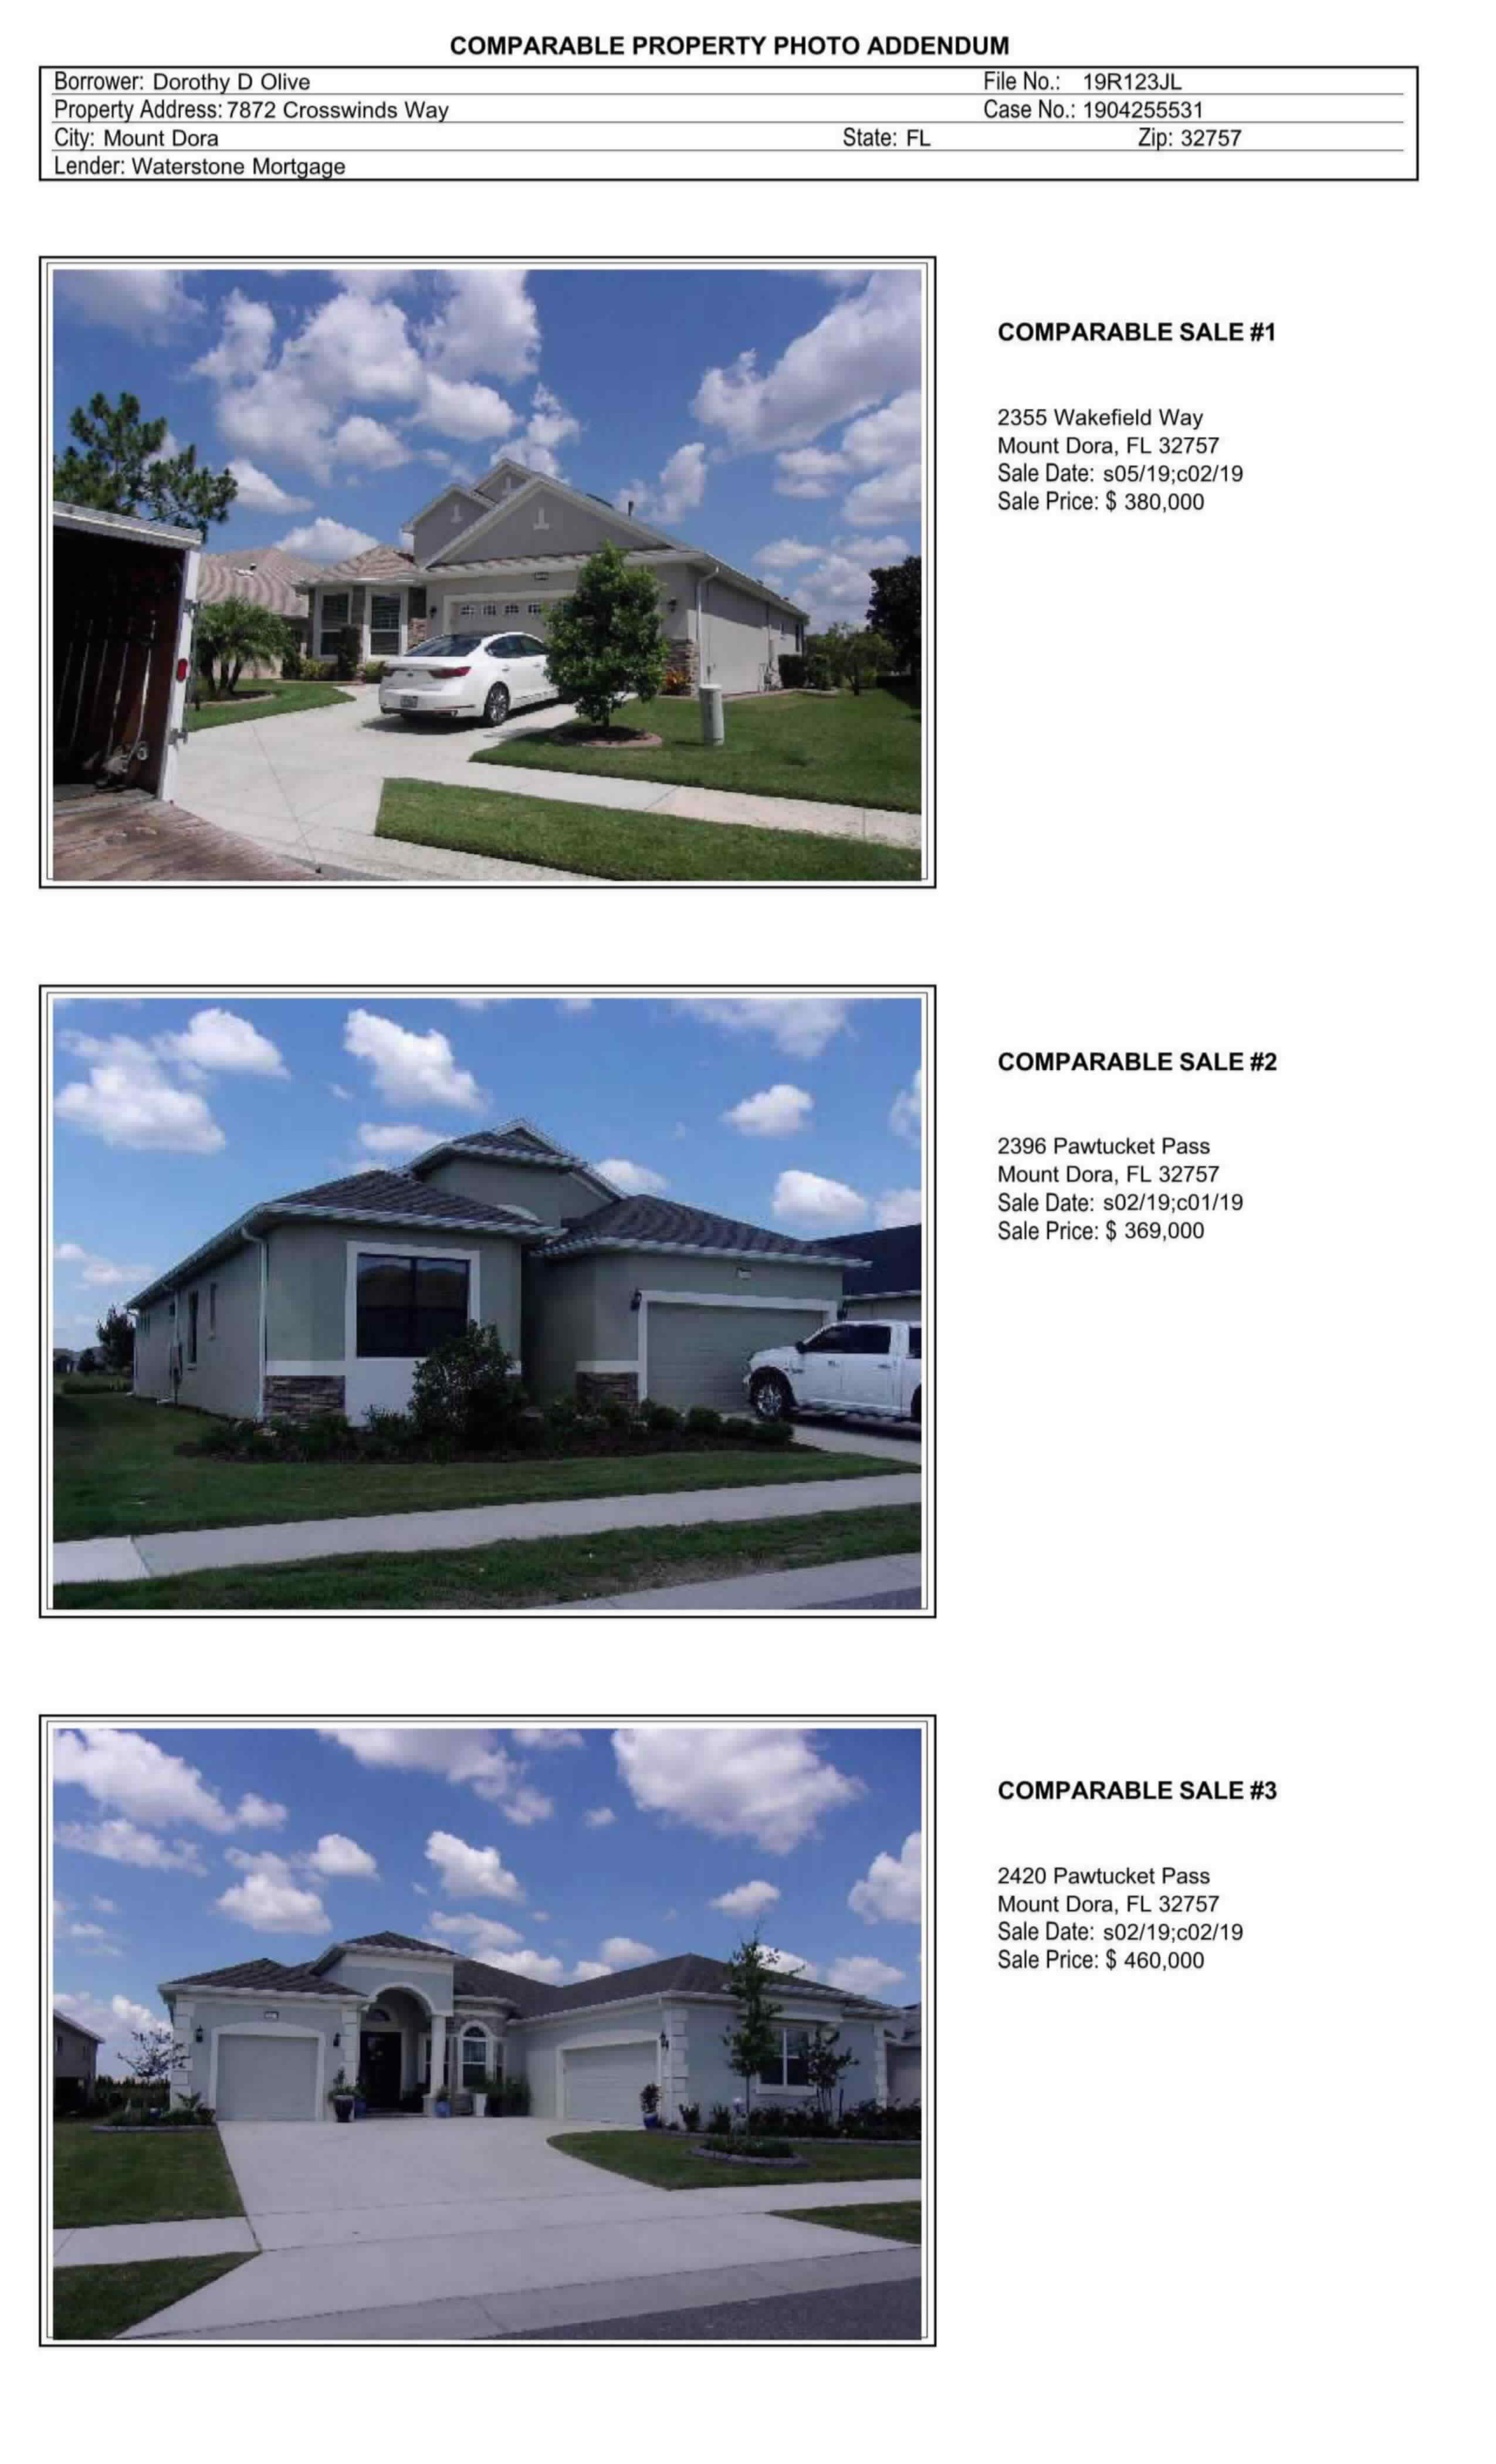 COMPARABLE PROPERTY PHOTO ADDENDUM
Borrower: Dorothy D Olive File No.: 19R123JL
Property Address: 7872 Crosswinds Way Case No.: 1904255531
City: Mount Dora State: FL Zip: 32757
Lender: Waterstone Mortgage
COMPARABLE SALE #1
2355 Wakefield Way
Mount Dora, FL 32757
Sale Date: s05/19;c02/19
Sale Price: $ 380,000
COMPARABLE SALE #2
2396 Pawtucket Pass
Mount Dora, FL 32757
Sale Date: s02/19;c01/19
Sale Price: $ 369,000
COMPARABLE SALE #3
2420 Pawtucket Pass
Mount Dora, FL 32757
Sale Date: s02/19;c02/19
Sale Price: $ 460,000